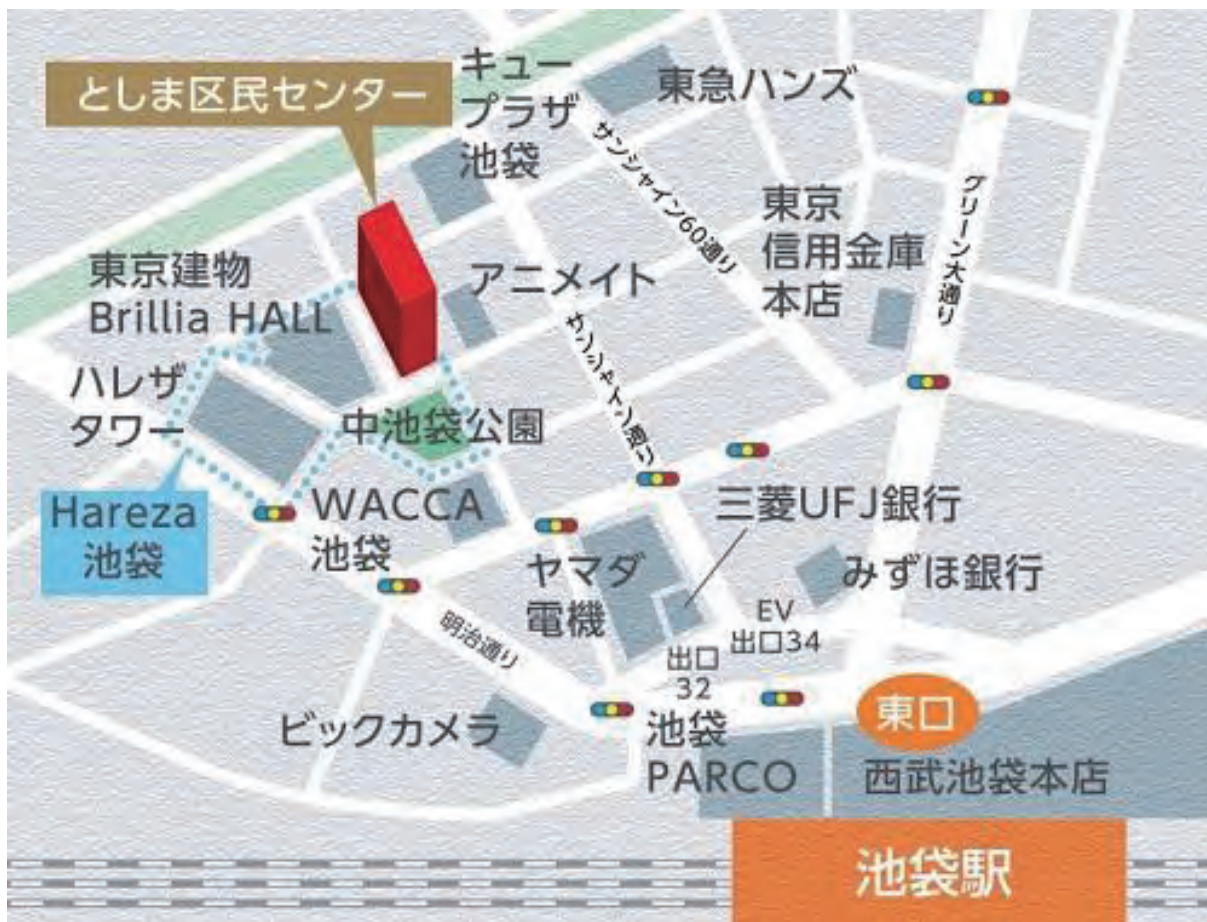 としま区民センター
キュー
プラザ
池袋
東急ハンズ
サンシャイン60通り
グリーン大通り
東京
信用金庫
本店
東京建物
Brillia HALL
アニメイト
サンシャイン通り
ハレザ
タワー
中池袋公園
Hareza
池袋
WACCA
池袋
三菱UFJ銀行
ヤマダ
電機
みずほ銀行
EV
出口34
出口
32
明治通り
ビックカメラ
池袋
PARCO
東口
西武池袋本店
池袋駅